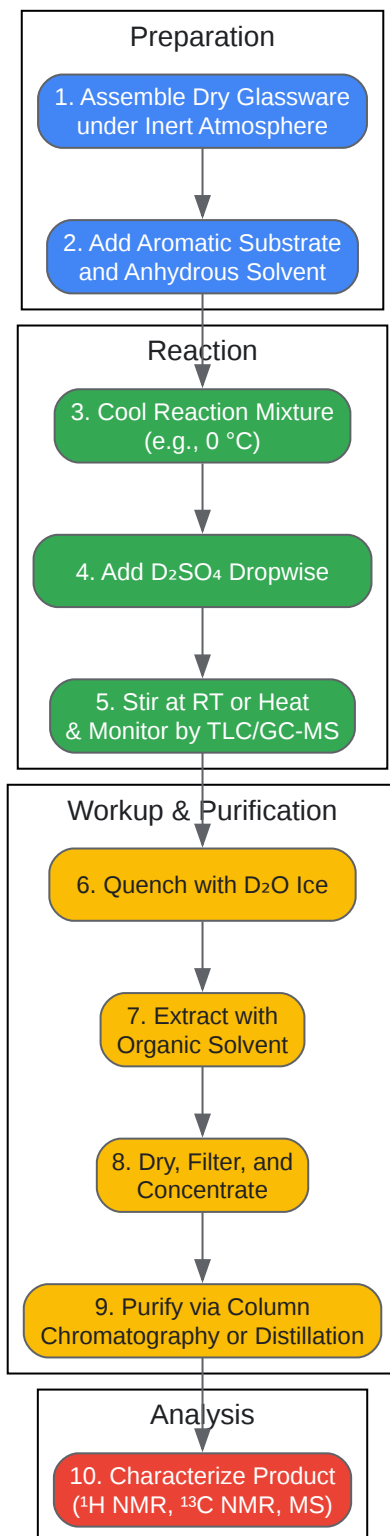 Preparation
1. Assemble Dry Glassware
under Inert Atmosphere
2. Add Aromatic Substrate
and Anhydrous Solvent
Reaction
3. Cool Reaction Mixture
(e.g., 0 °C)
4. Add D₂SO₄ Dropwise
5. Stir at RT or Heat
& Monitor by TLC/GC-MS
Workup & Purification
6. Quench with D₂O Ice
7. Extract with
Organic Solvent
8. Dry, Filter, and
Concentrate
9. Purify via Column
Chromatography or Distillation
Analysis
10. Characterize Product
(¹H NMR, ¹³C NMR, MS)